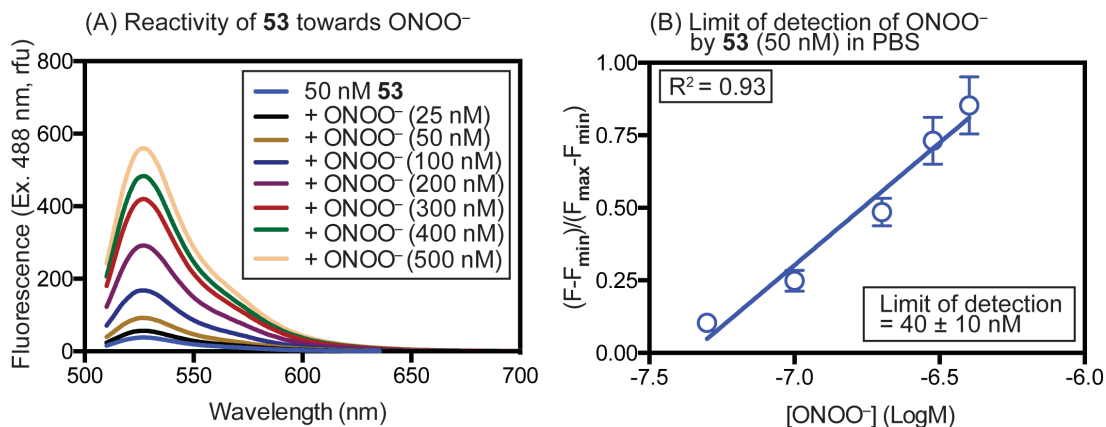 (A) Reactivity of 53 towards ONOO⁻
800
600
400
200
0
500
550
600
650
700
Fluorescence (Ex. 488 nm, rfu)
Wavelength (nm)
50 nM 53
+ ONOO⁻ (25 nM)
+ ONOO⁻ (50 nM)
+ ONOO⁻ (100 nM)
+ ONOO⁻ (200 nM)
+ ONOO⁻ (300 nM)
+ ONOO⁻ (400 nM)
+ ONOO⁻ (500 nM)
(B) Limit of detection of ONOO⁻
by 53 (50 nM) in PBS
1.00
0.75
0.50
0.25
0.00
-7.5
-7.0
-6.5
-6.0
(F-Fmin)/(Fmax-Fmin)
[ONOO⁻] (LogM)
R² = 0.93
Limit of detection
= 40 ± 10 nM